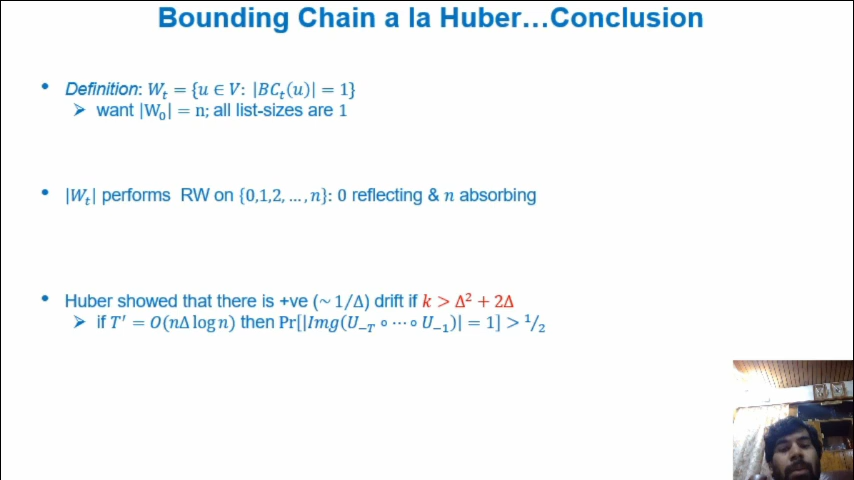 Bounding Chain a la Huber…Conclusion
• Definition: W_t = {u ∈ V: |BC_t(u)| = 1}
➢ want |W_0| = n; all list-sizes are 1
• |W_t| performs RW on {0,1,2, …, n}: 0 reflecting & n absorbing
• Huber showed that there is +ve (~ 1/Δ) drift if k > Δ² + 2Δ
➢ if T′ = O(nΔ log n) then Pr[|Img(U_{−T} ∘ ⋯ ∘ U_{−1})| = 1] > 1/2